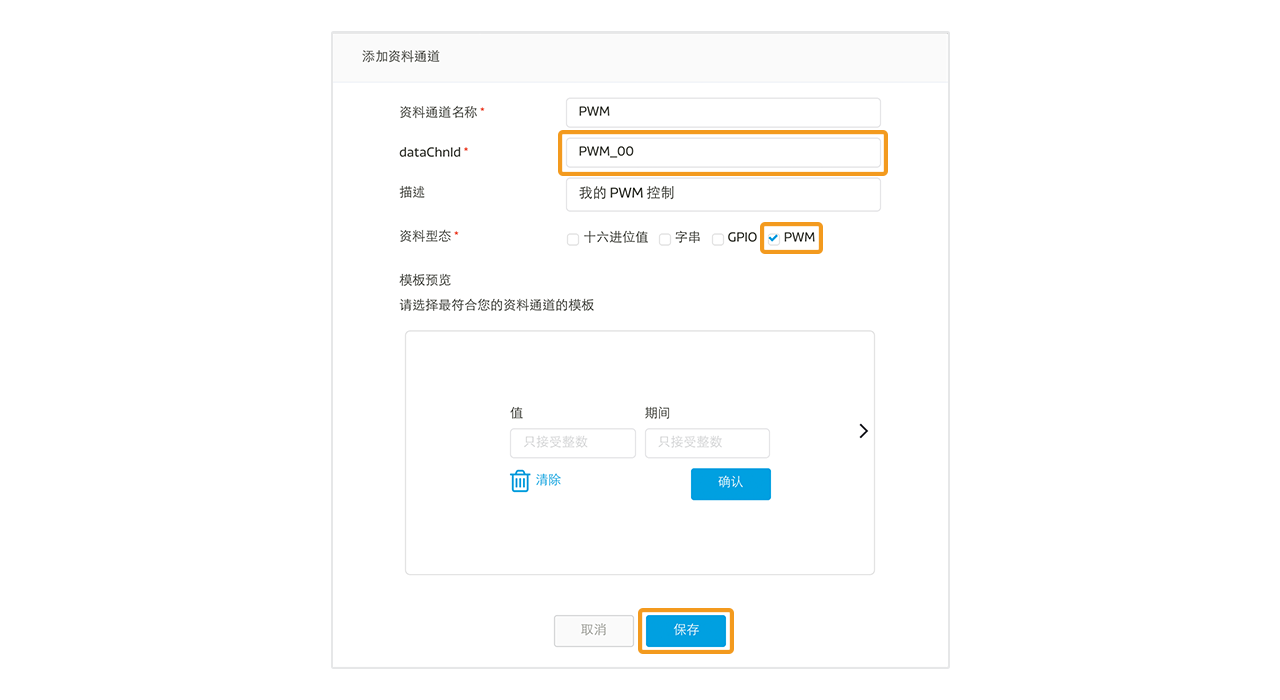 添加资料通道
资料通道名称* PWM
dataChnId* PWM_00
描述 我的 PWM 控制
资料型态* 十六进位值 字串 GPIO PWM
模板预览
请选择最符合您的资料通道的模板
值 期间
只接受整数 只接受整数
清除 确认
取消 保存